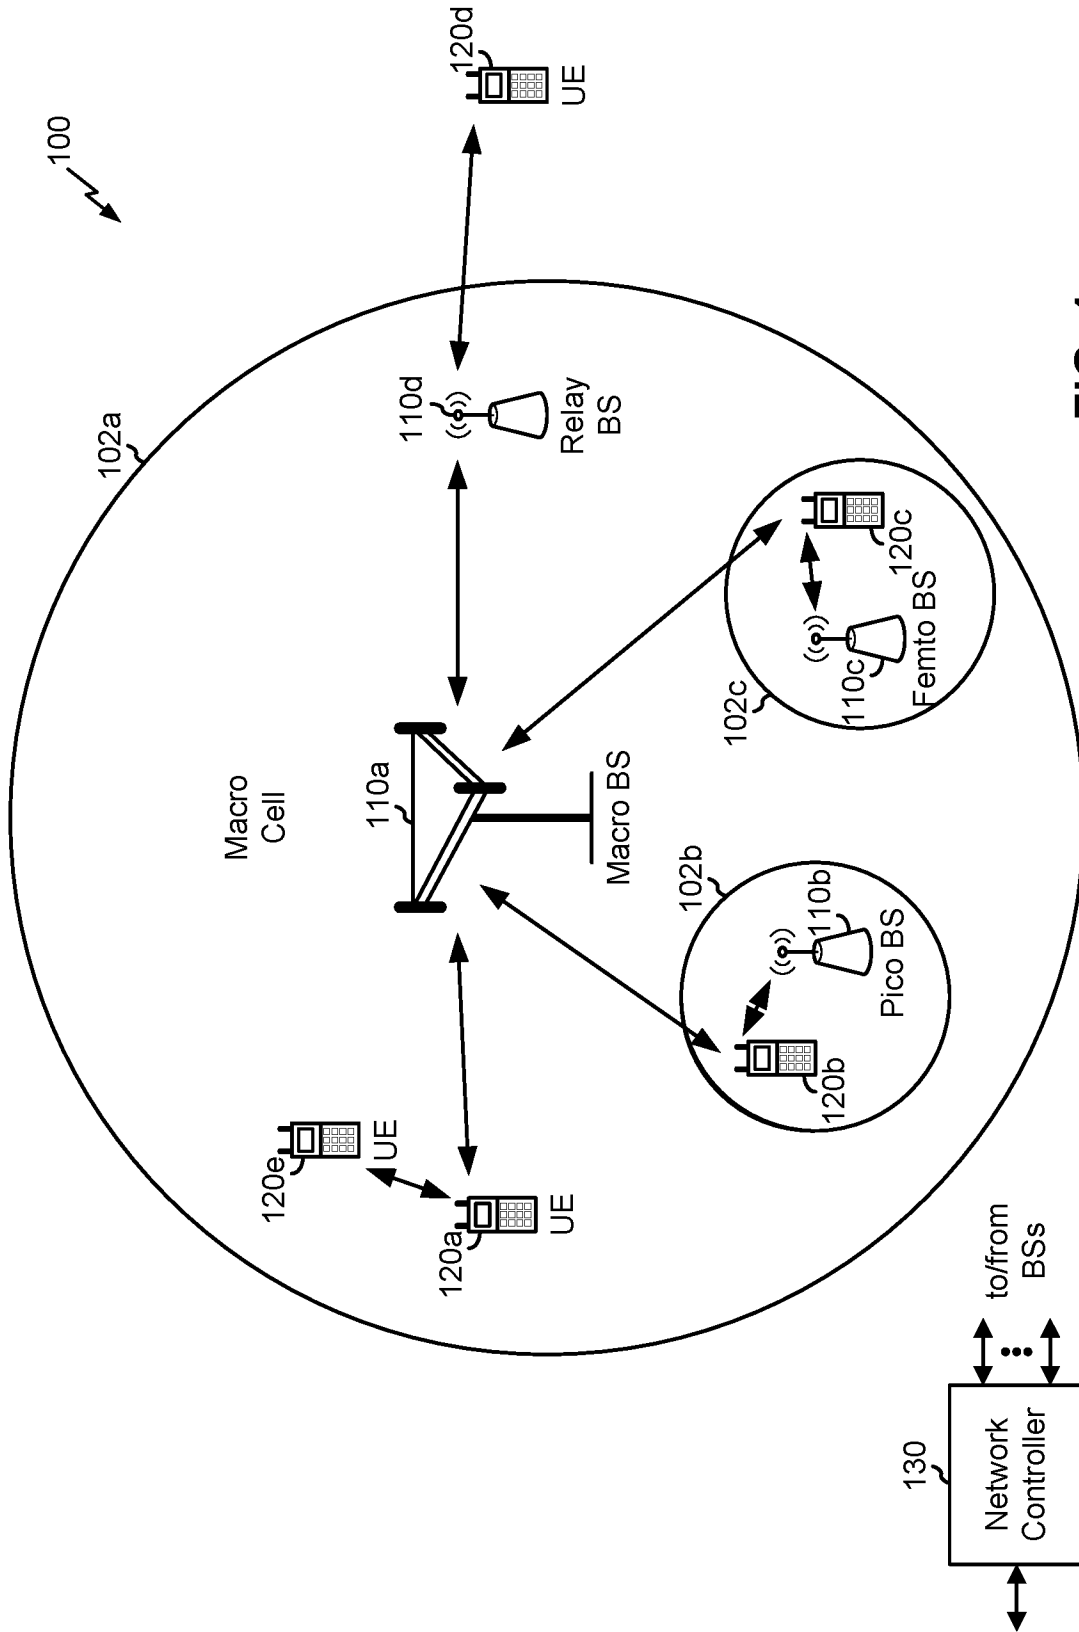 100
102a
Macro
Cell
110a
Macro BS
110d
Relay
BS
120d
UE
120e
UE
120a
UE
102b
110b
Pico BS
120b
102c
110c
Femto BS
120c
130
Network
Controller
to/from
BSs